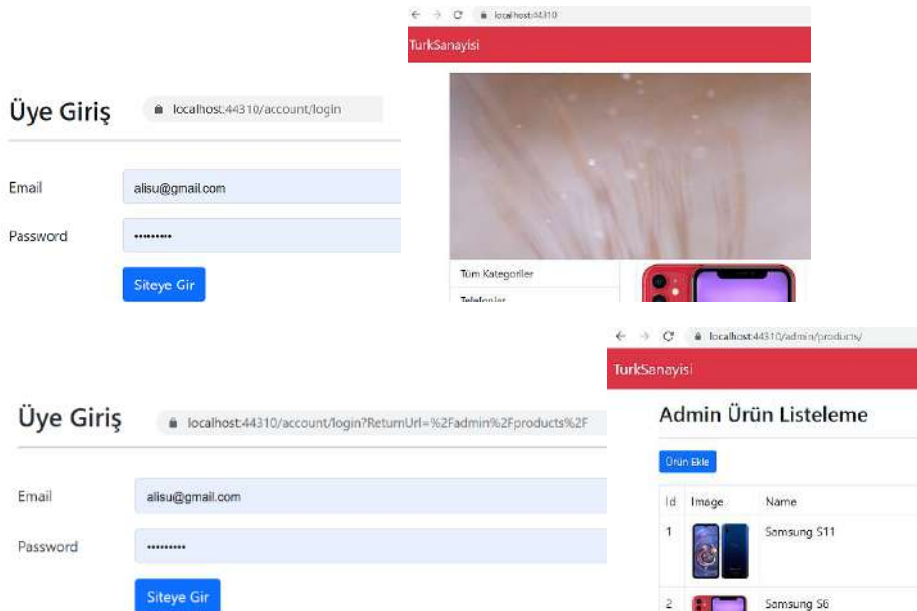 localhost:44310
TurkSanayisi
Üye Giriş
localhost:44310/account/login
Email
alisu@gmail.com
Password
•••••••••
Siteye Gir
Tüm Kategoriler
Telefonlar
localhost:44310/admin/products/
TurkSanayisi
Üye Giriş
localhost:44310/account/login?ReturnUrl=%2Fadmin%2Fproducts%2F
Admin Ürün Listeleme
Ürün Ekle
Email
alisu@gmail.com
Id Image Name
Password
•••••••••
1 Samsung S11
Siteye Gir
2 Samsung S6